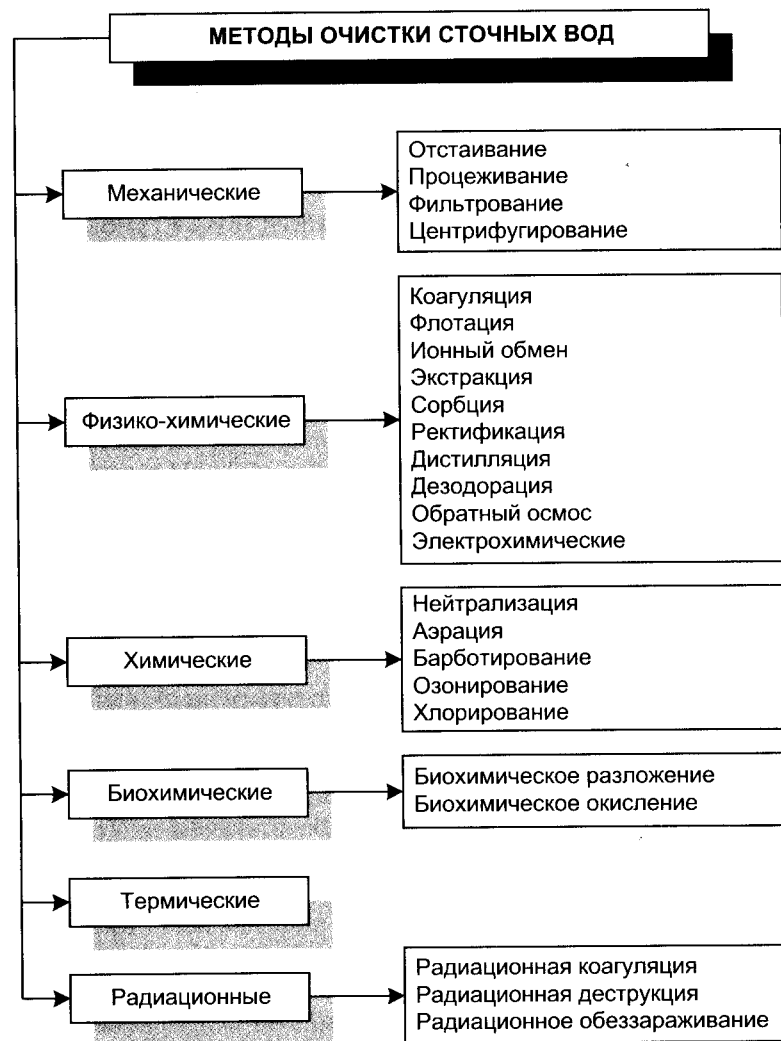 МЕТОДЫ ОЧИСТКИ СТОЧНЫХ ВОД
Механические
Отстаивание
Процеживание
Фильтрование
Центрифугирование
Физико-химические
Коагуляция
Флотация
Ионный обмен
Экстракция
Сорбция
Ректификация
Дистилляция
Дезодорация
Обратный осмос
Электрохимические
Химические
Нейтрализация
Аэрация
Барботирование
Озонирование
Хлорирование
Биохимические
Биохимическое разложение
Биохимическое окисление
Термические
Радиационные
Радиационная коагуляция
Радиационная деструкция
Радиационное обеззараживание